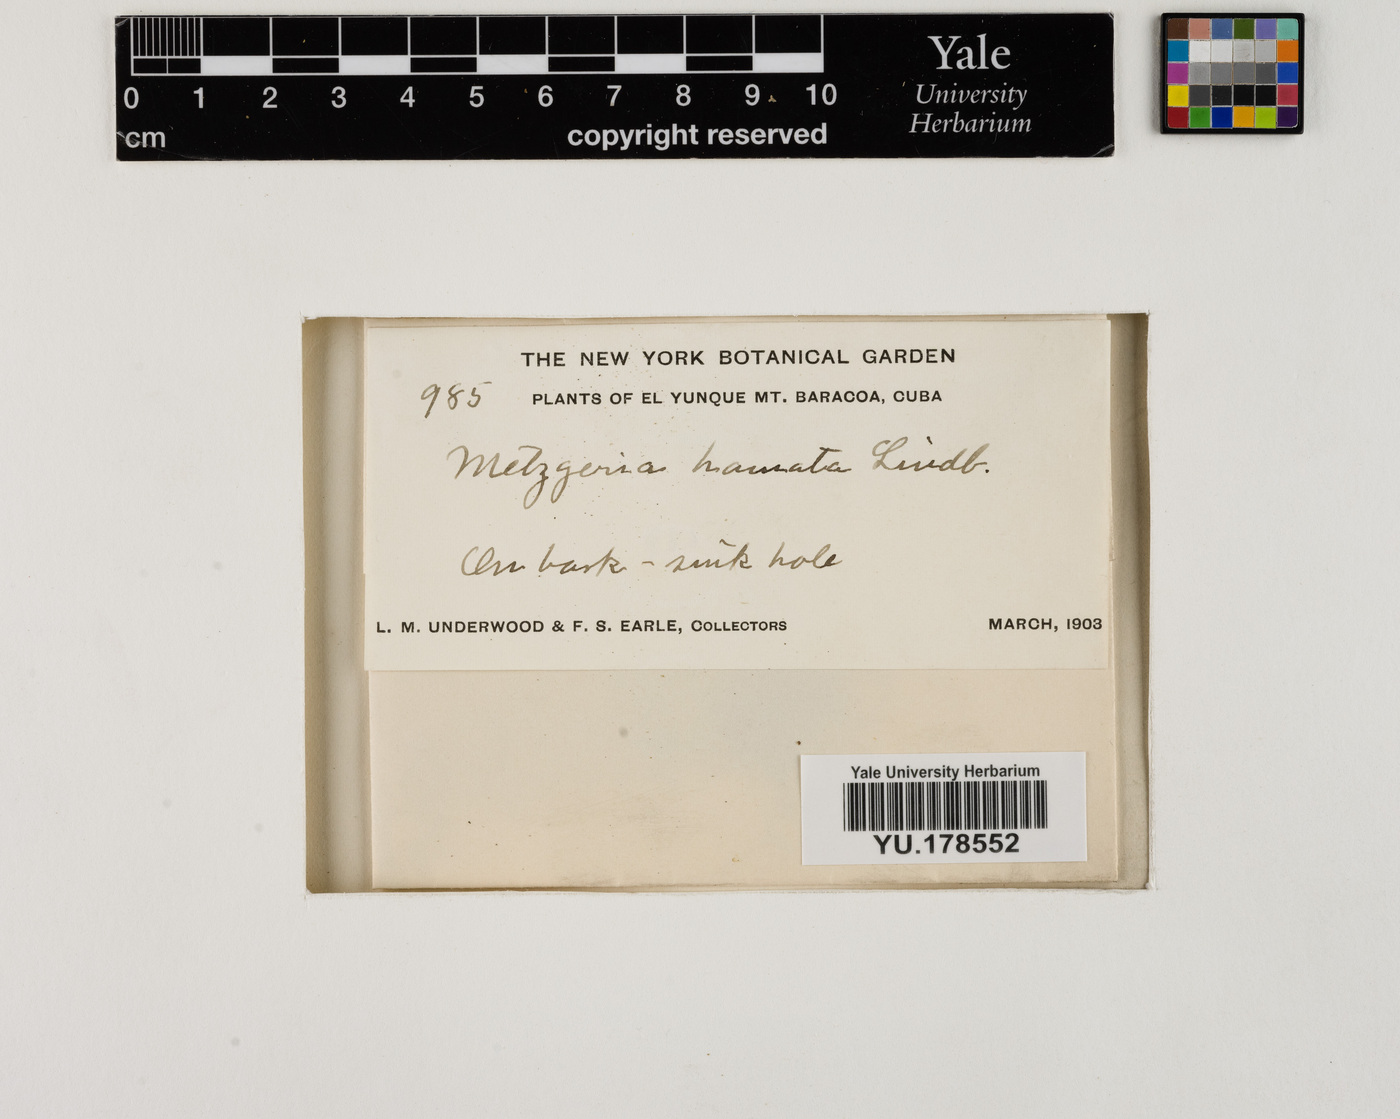 0 1 2 3 4 5 6 7 8 9 10
cm
copyright reserved
Yale
University
Herbarium
THE NEW YORK BOTANICAL GARDEN
985
PLANTS OF EL YUNQUE MT. BARACOA, CUBA
Metzgeria hamata Lindb.
On bark - sink hole
L. M. UNDERWOOD & F. S. EARLE, COLLECTORS
MARCH, 1903
Yale University Herbarium
YU.178552